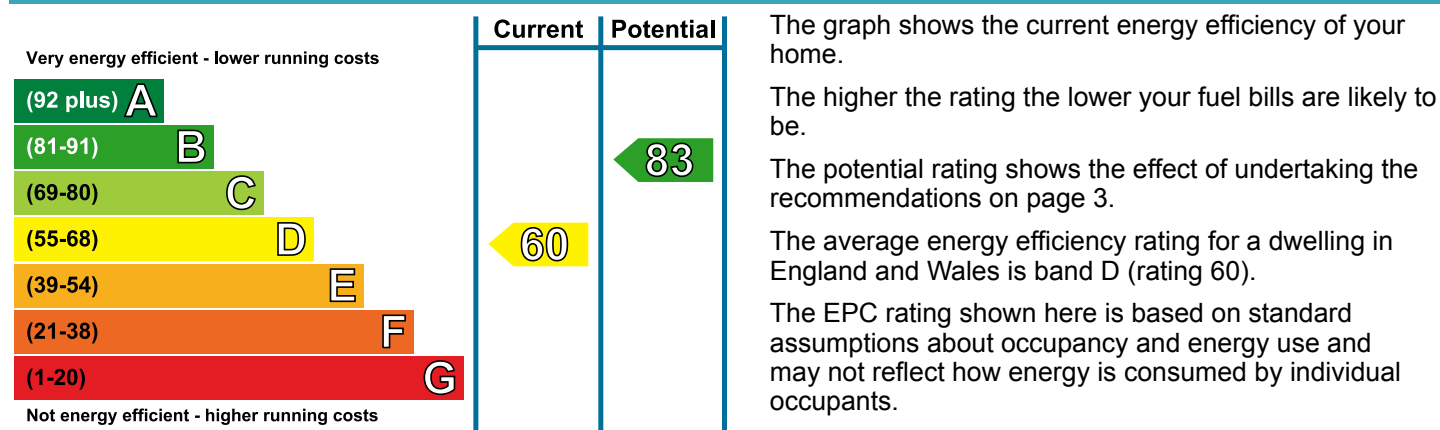 Very energy efficient - lower running costs
(92 plus) A
(81-91) B
(69-80) C
(55-68) D
(39-54) E
(21-38) F
(1-20) G
Not energy efficient - higher running costs
Current Potential
83
60
The graph shows the current energy efficiency of your
home.
The higher the rating the lower your fuel bills are likely to
be.
The potential rating shows the effect of undertaking the
recommendations on page 3.
The average energy efficiency rating for a dwelling in
England and Wales is band D (rating 60).
The EPC rating shown here is based on standard
assumptions about occupancy and energy use and
may not reflect how energy is consumed by individual
occupants.